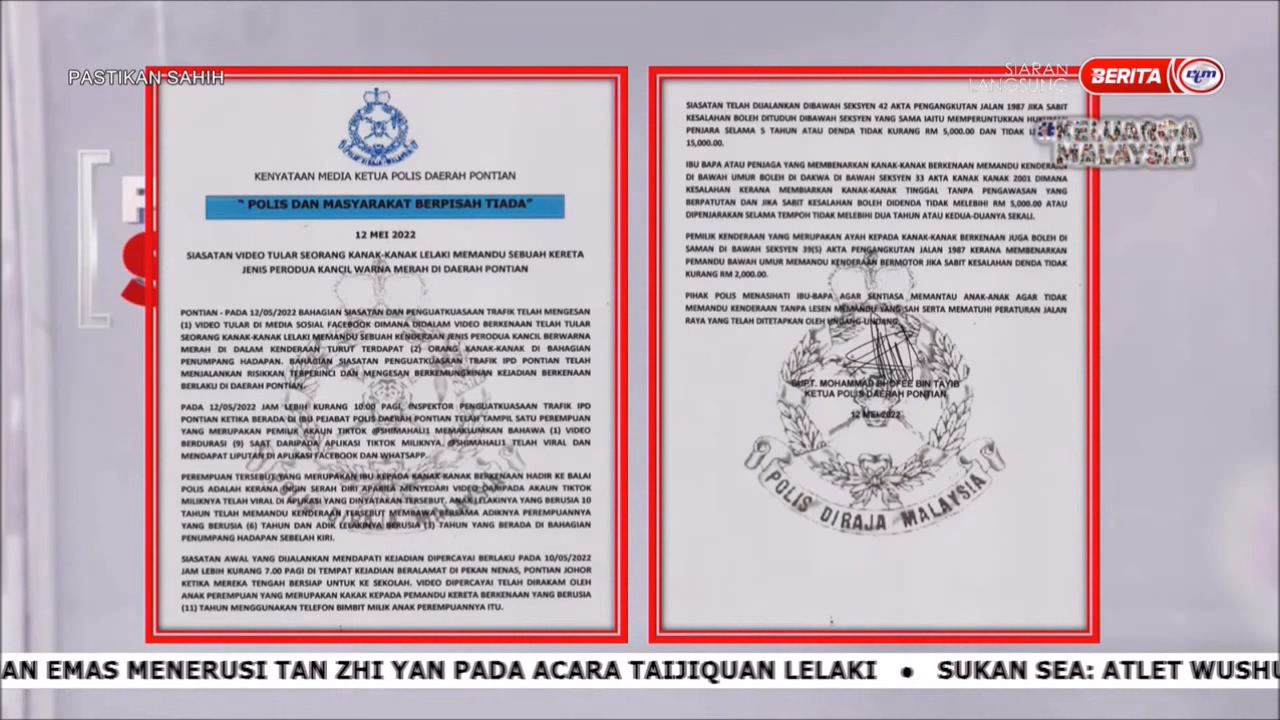 PASTIKAN SAHIH
SIARAN
LANGSUNG
BERITA rtm
#KELUARGA
MALAYSIA
POLIS DIRAJA MALAYSIA
KENYATAAN MEDIA KETUA POLIS DAERAH PONTIAN
" POLIS DAN MASYARAKAT BERPISAH TIADA"
12 MEI 2022
SIASATAN VIDEO TULAR SEORANG KANAK-KANAK LELAKI MEMANDU SEBUAH KERETA
JENIS PERODUA KANCIL WARNA MERAH DI DAERAH PONTIAN
PONTIAN - PADA 12/05/2022 BAHAGIAN SIASATAN DAN PENGUATKUASAAN TRAFIK TELAH MENGESAN
(1) VIDEO TULAR DI MEDIA SOSIAL FACEBOOK DIMANA DIDALAM VIDEO BERKENAAN TELAH TULAR
SEORANG KANAK-KANAK LELAKI MEMANDU SEBUAH KENDERAAN JENIS PERODUA KANCIL BERWARNA
MERAH DI DALAM KENDERAAN TURUT TERDAPAT (2) ORANG KANAK-KANAK DI BAHAGIAN
PENUMPANG HADAPAN. BAHAGIAN SIASATAN PENGUATKUASAAN TRAFIK IPD PONTIAN TELAH
MENJALANKAN RISIKKAN TERPERINCI DAN MENGESAN BERKEMUNGKINAN KEJADIAN BERKENAAN
BERLAKU DI DAERAH PONTIAN.
PADA 12/05/2022 JAM LEBIH KURANG 10:00 PAGI, INSPEKTOR PENGUATKUASAAN TRAFIK IPD
PONTIAN KETIKA BERADA DI IBU PEJABAT POLIS DAERAH PONTIAN TELAH TAMPIL SATU PEREMPUAN
YANG MERUPAKAN PEMILIK AKAUN TIKTOK @SHIMAHALI1 MEMAKLUMKAN BAHAWA (1) VIDEO
BERDURASI (9) SAAT DARIPADA APLIKASI TIKTOK MILIKNYA @SHIMAHALI1 TELAH VIRAL DAN
MENDAPAT LIPUTAN DI APLIKASI FACEBOOK DAN WHATSAPP.
PEREMPUAN TERSEBUT YANG MERUPAKAN IBU KEPADA KANAK-KANAK BERKENAAN HADIR KE BALAI
POLIS ADALAH KERANA INGIN SERAH DIRI APABILA MENYEDARI VIDEO DARIPADA AKAUN TIKTOK
MILIKNYA TELAH VIRAL DI APLIKASI YANG DINYATAKAN TERSEBUT. ANAK LELAKINYA YANG BERUSIA 10
TAHUN TELAH MEMANDU KENDERAAN TERSEBUT MEMBAWA BERSAMA ADIKNYA PEREMPUANNYA
YANG BERUSIA (6) TAHUN DAN ADIK LELAKINYA BERUSIA (3) TAHUN YANG BERADA DI BAHAGIAN
PENUMPANG HADAPAN SEBELAH KIRI.
SIASATAN AWAL YANG DIJALANKAN MENDAPATI KEJADIAN DIPERCAYAI BERLAKU PADA 10/05/2022
JAM LEBIH KURANG 7.00 PAGI DI TEMPAT KEJADIAN BERALAMAT DI PEKAN NENAS, PONTIAN JOHOR
KETIKA MEREKA TENGAH BERSIAP UNTUK KE SEKOLAH. VIDEO DIPERCAYAI TELAH DIRAKAM OLEH
ANAK PEREMPUAN YANG MERUPAKAN KAKAK KEPADA PEMANDU KERETA BERKENAAN YANG BERUSIA
(11) TAHUN MENGGUNAKAN TELEFON BIMBIT MILIK ANAK PEREMPUANNYA ITU.
SIASATAN TELAH DIJALANKAN DIBAWAH SEKSYEN 42 AKTA PENGANGKUTAN JALAN 1987 JIKA SABIT
KESALAHAN BOLEH DITUDUH DIBAWAH SEKSYEN YANG SAMA IAITU MEMPERUNTUKKAN HUKUMAN
PENJARA SELAMA 5 TAHUN ATAU DENDA TIDAK KURANG RM 5,000.00 DAN TIDAK
15,000.00.
IBU BAPA ATAU PENJAGA YANG MEMBENARKAN KANAK-KANAK BERKENAAN MEMANDU KENDERAAN
DI BAWAH UMUR BOLEH DI DAKWA DI BAWAH SEKSYEN 33 AKTA KANAK KANAK 2001 DIMANA
KESALAHAN KERANA MEMBIARKAN KANAK-KANAK TINGGAL TANPA PENGAWASAN YANG
BERPATUTAN DAN JIKA SABIT KESALAHAN BOLEH DIDENDA TIDAK MELEBIHI RM 5,000.00 ATAU
DIPENJARAKAN SELAMA TEMPOH TIDAK MELEBIHI DUA TAHUN ATAU KEDUA-DUANYA SEKALI.
PEMILIK KENDERAAN YANG MERUPAKAN AYAH KEPADA KANAK-KANAK BERKENAAN JUGA BOLEH DI
SAMAN DI BAWAH SEKSYEN 39(5) AKTA PENGANGKUTAN JALAN 1987 KERANA MEMBENARKAN
PEMANDU BAWAH UMUR MEMANDU KENDERAAN BERMOTOR JIKA SABIT KESALAHAN DENDA TIDAK
KURANG RM 2,000.00.
PIHAK POLIS MENASIHATI IBU-BAPA AGAR SENTIASA MEMANTAU ANAK-ANAK AGAR TIDAK
MEMANDU KENDERAAN TANPA LESEN MEMANDU YANG SAH SERTA MEMATUHI PERATURAN JALAN
RAYA YANG TELAH DITETAPKAN OLEH UNDANG-UNDANG.
SUPT. MOHAMMAD SHOFEE BIN TAYIB
KETUA POLIS DAERAH PONTIAN
12 MEI 2022
POLIS DIRAJA MALAYSIA
AN EMAS MENERUSI TAN ZHI YAN PADA ACARA TAIJIQUAN LELAKI • SUKAN SEA: ATLET WUSHU